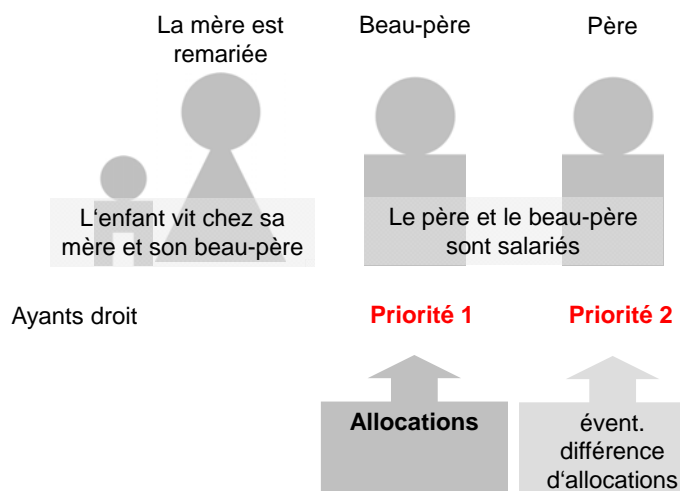 La mère est
remariée
Beau-père
Père
L‘enfant vit chez sa
mère et son beau-père
Le père et le beau-père
sont salariés
Ayants droit
Priorité 1
Priorité 2
Allocations
évent.
différence
d‘allocations